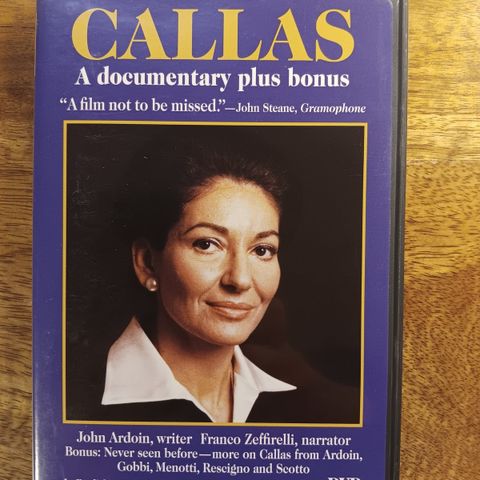 CALLAS
A documentary plus bonus
“A film not to be missed.”—John Steane, Gramophone
John Ardoin, writer Franco Zeffirelli, narrator
Bonus: Never seen before—more on Callas from Ardoin,
Gobbi, Menotti, Rescigno and Scotto
DVD